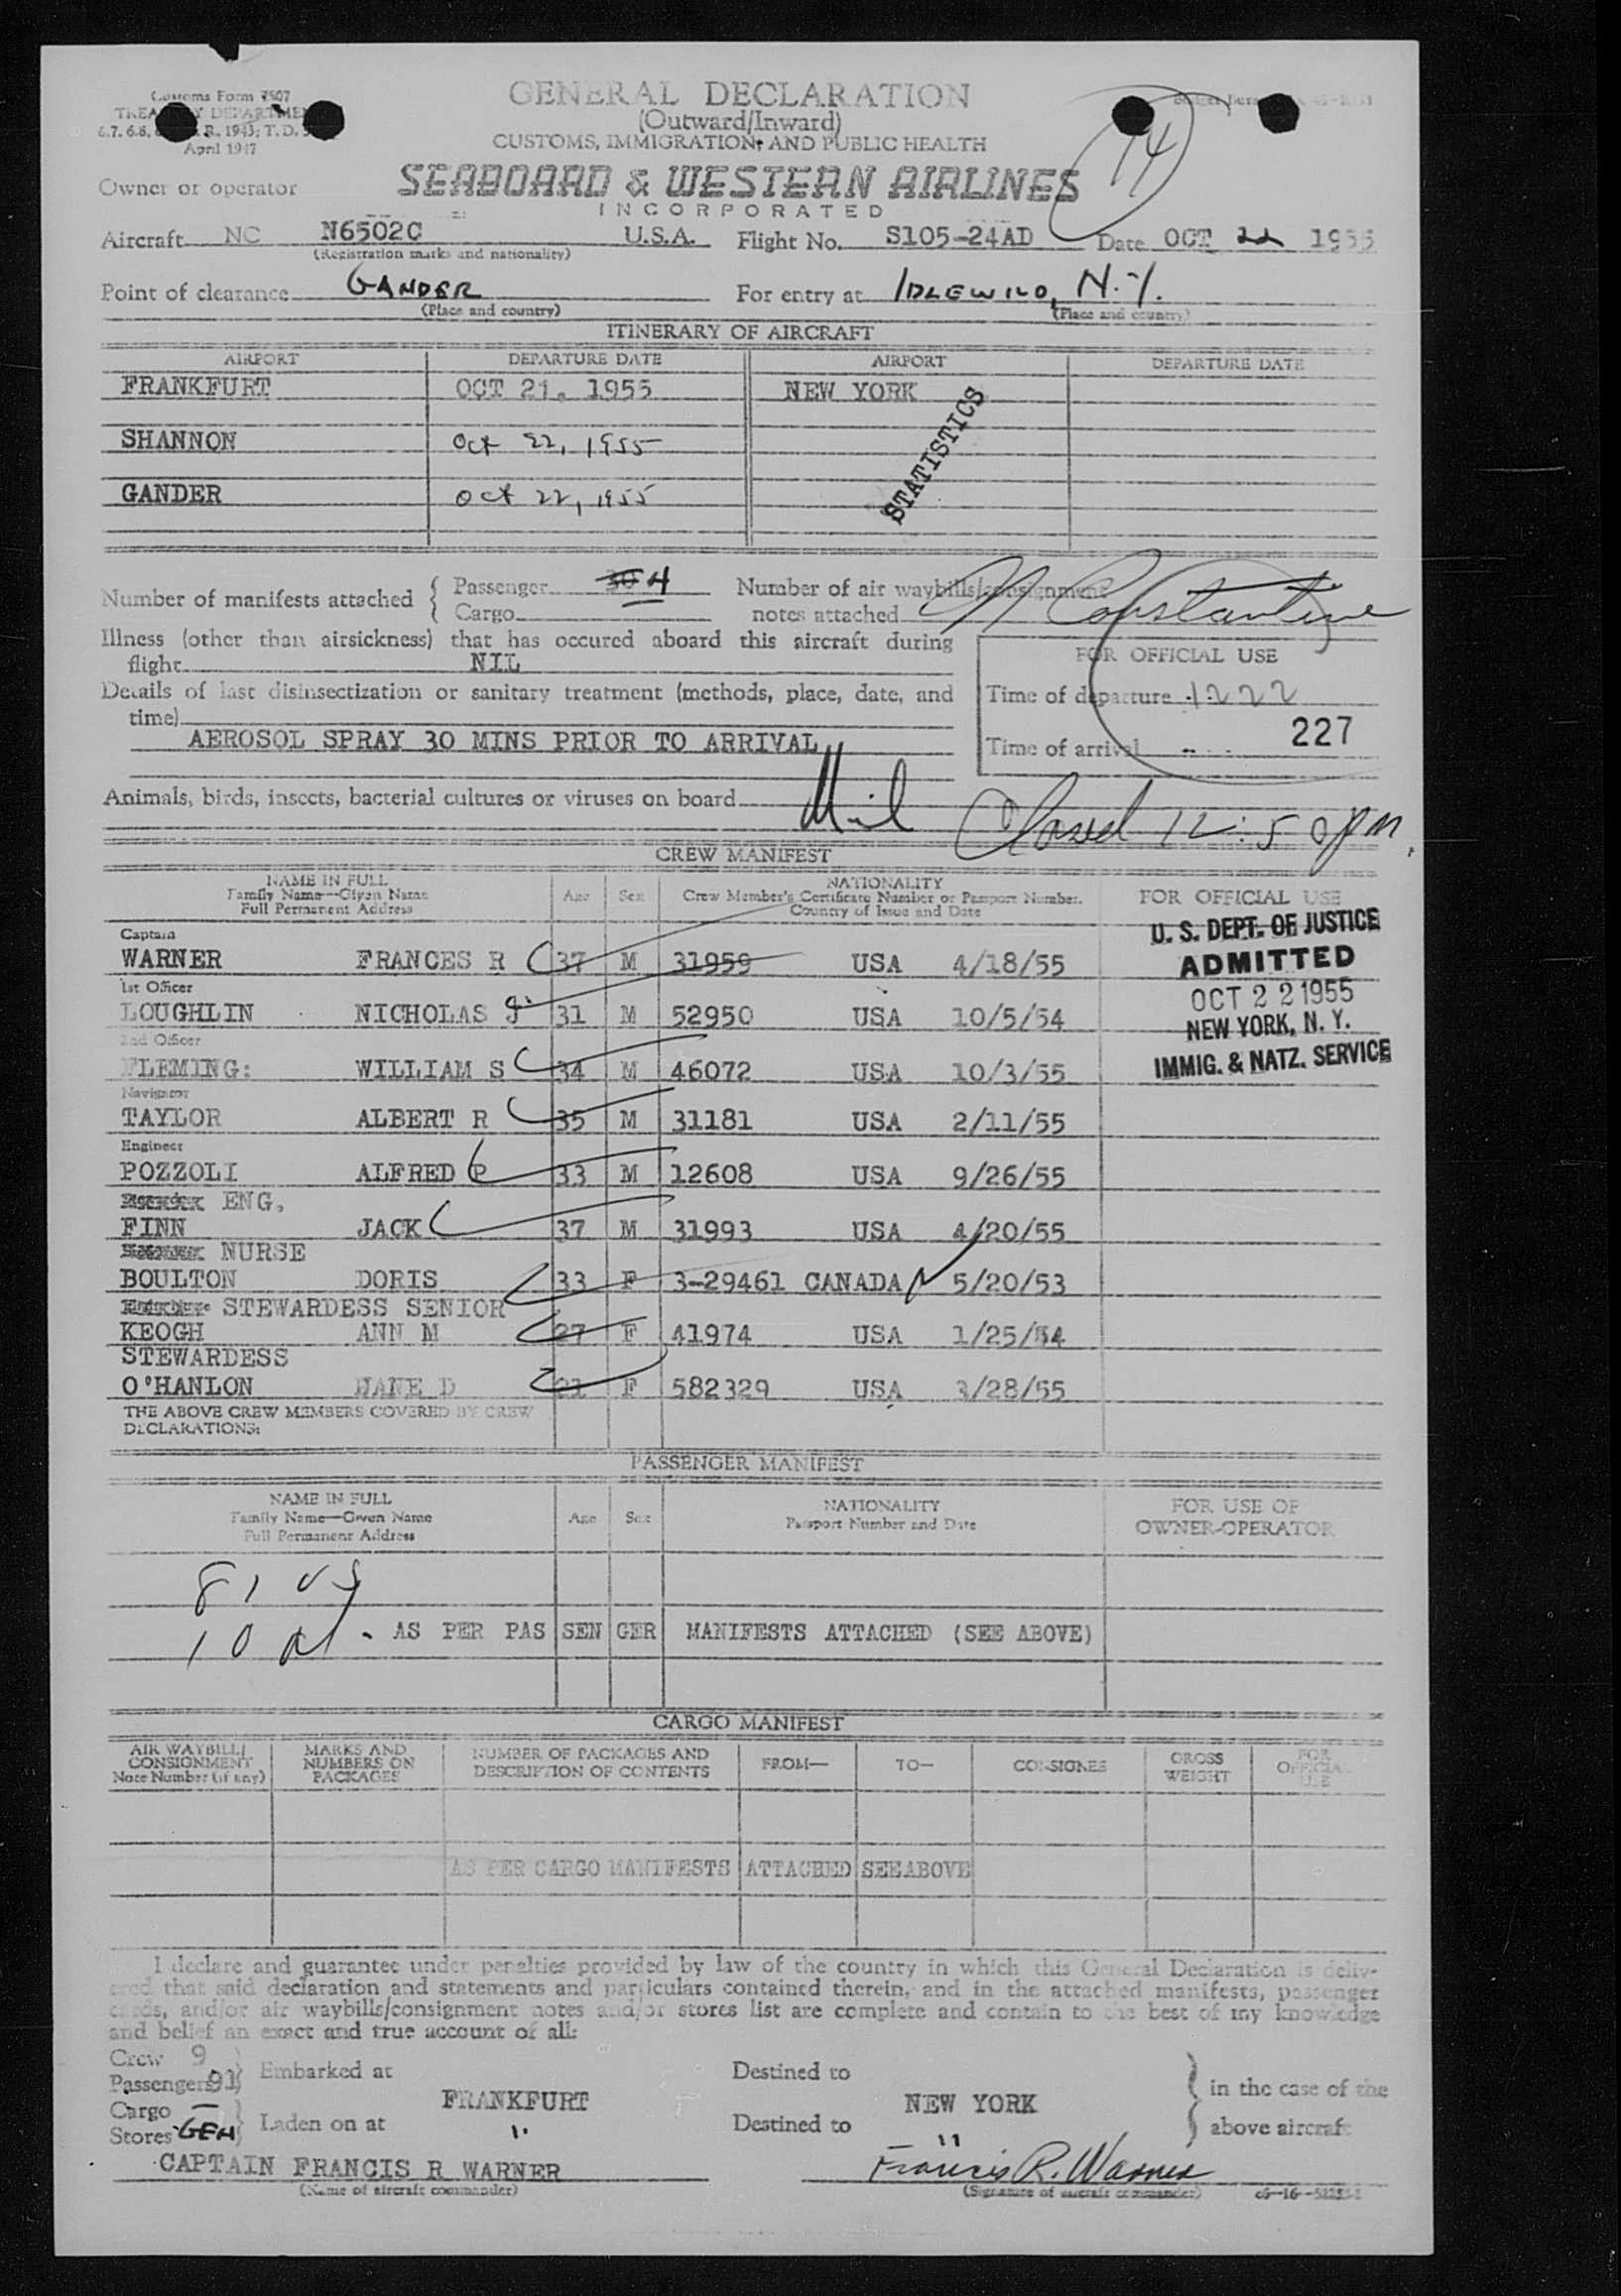 Customs Form 7507
TREASURY DEPARTMENT
6.7, 6.8, R. 1943; T. D.
April 1947
GENERAL DECLARATION
(Outward/Inward)
CUSTOMS, IMMIGRATION, AND PUBLIC HEALTH
14
Owner or operator
SEABOARD & WESTERN AIRLINES
INCORPORATED
Aircraft NC N6502C U.S.A. Flight No. S105-24AD Date OCT 22 1955
(Registration marks and nationality)
Point of clearance GANDER For entry at IDLEWILD, N.Y.
(Place and country) (Place and country)
ITINERARY OF AIRCRAFT
AIRPORT DEPARTURE DATE AIRPORT DEPARTURE DATE
FRANKFURT OCT 21, 1955 NEW YORK
STATISTICS
SHANNON Oct 22, 1955
GANDER Oct 22, 1955
Number of manifests attached { Passenger 30 4 Number of air waybills/consignment
Cargo notes attached
N Constantine
Illness (other than airsickness) that has occured aboard this aircraft during
flight NIL
FOR OFFICIAL USE
Details of last disinsectization or sanitary treatment (methods, place, date, and
time)
Time of departure 1222
AEROSOL SPRAY 30 MINS PRIOR TO ARRIVAL
Time of arrival 227
Animals, birds, insects, bacterial cultures or viruses on board Nil
Closed 12:50 pm.
CREW MANIFEST
NAME IN FULL
Family Name—Given Name
Full Permanent Address
Age Sex
NATIONALITY
Crew Member's Certificate Number or Passport Number.
Country of Issue and Date
FOR OFFICIAL USE
U. S. DEPT. OF JUSTICE
ADMITTED
OCT 22 1955
NEW YORK, N. Y.
IMMIG. & NATZ. SERVICE
Captain
WARNER FRANCES R 37 M 31959 USA 4/18/55
1st Officer
LOUGHLIN NICHOLAS J 31 M 52950 USA 10/5/54
2nd Officer
FLEMING: WILLIAM S 34 M 46072 USA 10/3/55
Navigator
TAYLOR ALBERT R 35 M 31181 USA 2/11/55
Engineer
POZZOLI ALFRED P 33 M 12608 USA 9/26/55
ENG,
FINN JACK 37 M 31993 USA 4/20/55
NURSE
BOULTON DORIS 33 F 3-29461 CANADA 5/20/53
STEWARDESS SENIOR
KEOGH ANN M 27 F 41974 USA 1/25/54
STEWARDESS
O'HANLON JANE D 21 F 582329 USA 3/28/55
THE ABOVE CREW MEMBERS COVERED BY CREW
DECLARATIONS:
PASSENGER MANIFEST
NAME IN FULL
Family Name—Given Name
Full Permanent Address
Age Sex
NATIONALITY
Passport Number and Date
FOR USE OF
OWNER-OPERATOR
81 US
10 al - AS PER PAS SEN GER MANIFESTS ATTACHED (SEE ABOVE)
CARGO MANIFEST
AIR WAYBILL/
CONSIGNMENT
Note Number (if any)
MARKS AND
NUMBERS ON
PACKAGES
NUMBER OF PACKAGES AND
DESCRIPTION OF CONTENTS
FROM— TO— CONSIGNEE
GROSS
WEIGHT
FOR
OFFICIAL
USE
AS PER CARGO MANIFESTS ATTACHED SEE ABOVE
I declare and guarantee under penalties provided by law of the country in which this General Declaration is deliv-
ered that said declaration and statements and particulars contained therein, and in the attached manifests, passenger
cards, and/or air waybills/consignment notes and/or stores list are complete and contain to the best of my knowledge
and belief an exact and true account of all:
Crew 9
Passengers 91 } Embarked at FRANKFURT Destined to NEW YORK } in the case of the
Cargo —
Stores GEN } Laden on at " Destined to " } above aircraft
CAPTAIN FRANCIS R WARNER Francis R. Warner
(Name of aircraft commander) (Signature of aircraft commander)